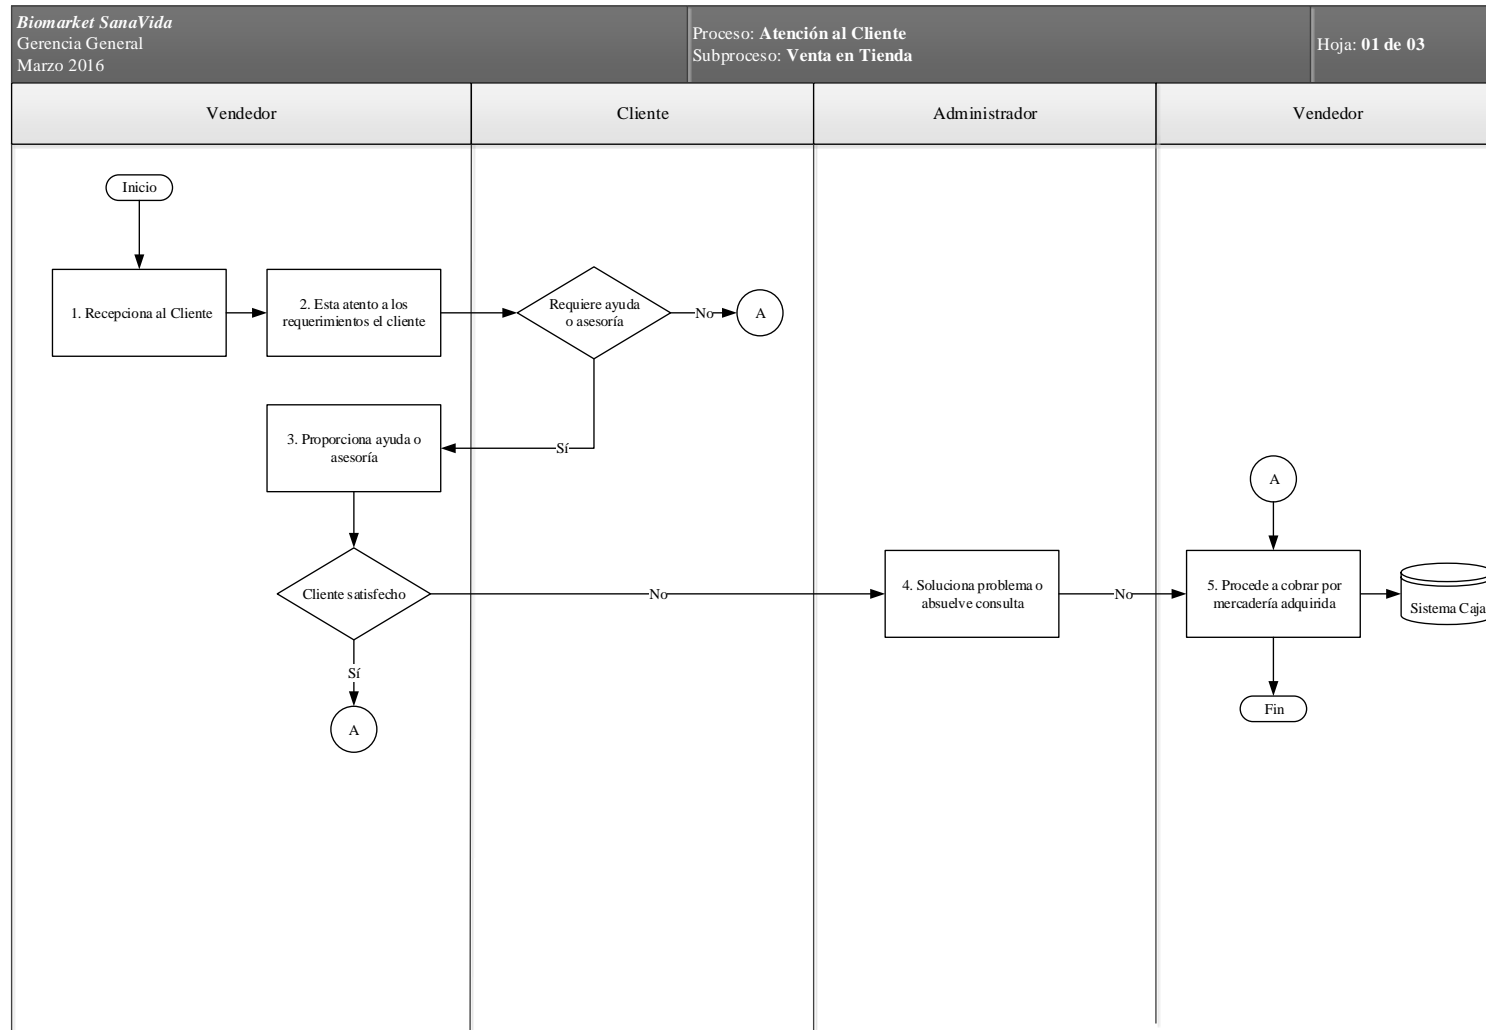 Biomarket SanaVida
Gerencia General
Marzo 2016
Proceso: Atención al Cliente
Subproceso: Venta en Tienda
Hoja: 01 de 03
Vendedor
Cliente
Administrador
Vendedor
Inicio
1. Recepciona al Cliente
2. Esta atento a los
requerimientos el cliente
Requiere ayuda
o asesoría
No
A
3. Proporciona ayuda o
asesoría
Sí
A
Cliente satisfecho
No
4. Soluciona problema o
absuelve consulta
No
5. Procede a cobrar por
mercadería adquirida
Sistema Caja
Sí
A
Fin